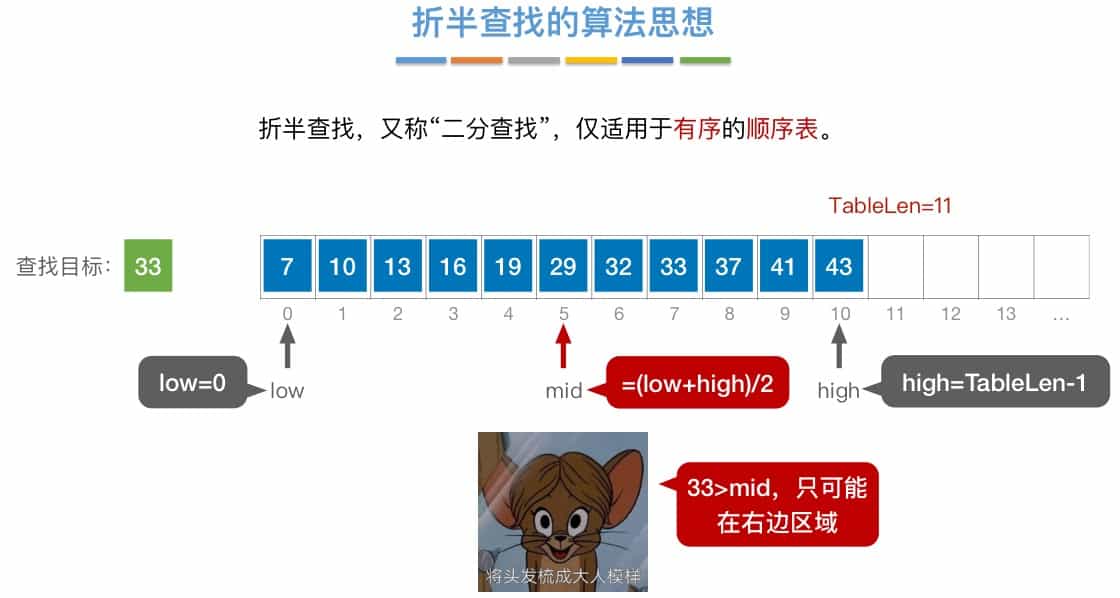 折半查找的算法思想
折半查找，又称“二分查找”，仅适用于有序的顺序表。
TableLen=11
查找目标： 33 7 10 13 16 19 29 32 33 37 41 43
0 1 2 3 4 5 6 7 8 9 10 11 12 13 ...
low=0 low mid =(low+high)/2 high high=TableLen-1
33>mid，只可能
在右边区域
将头发梳成大人模样